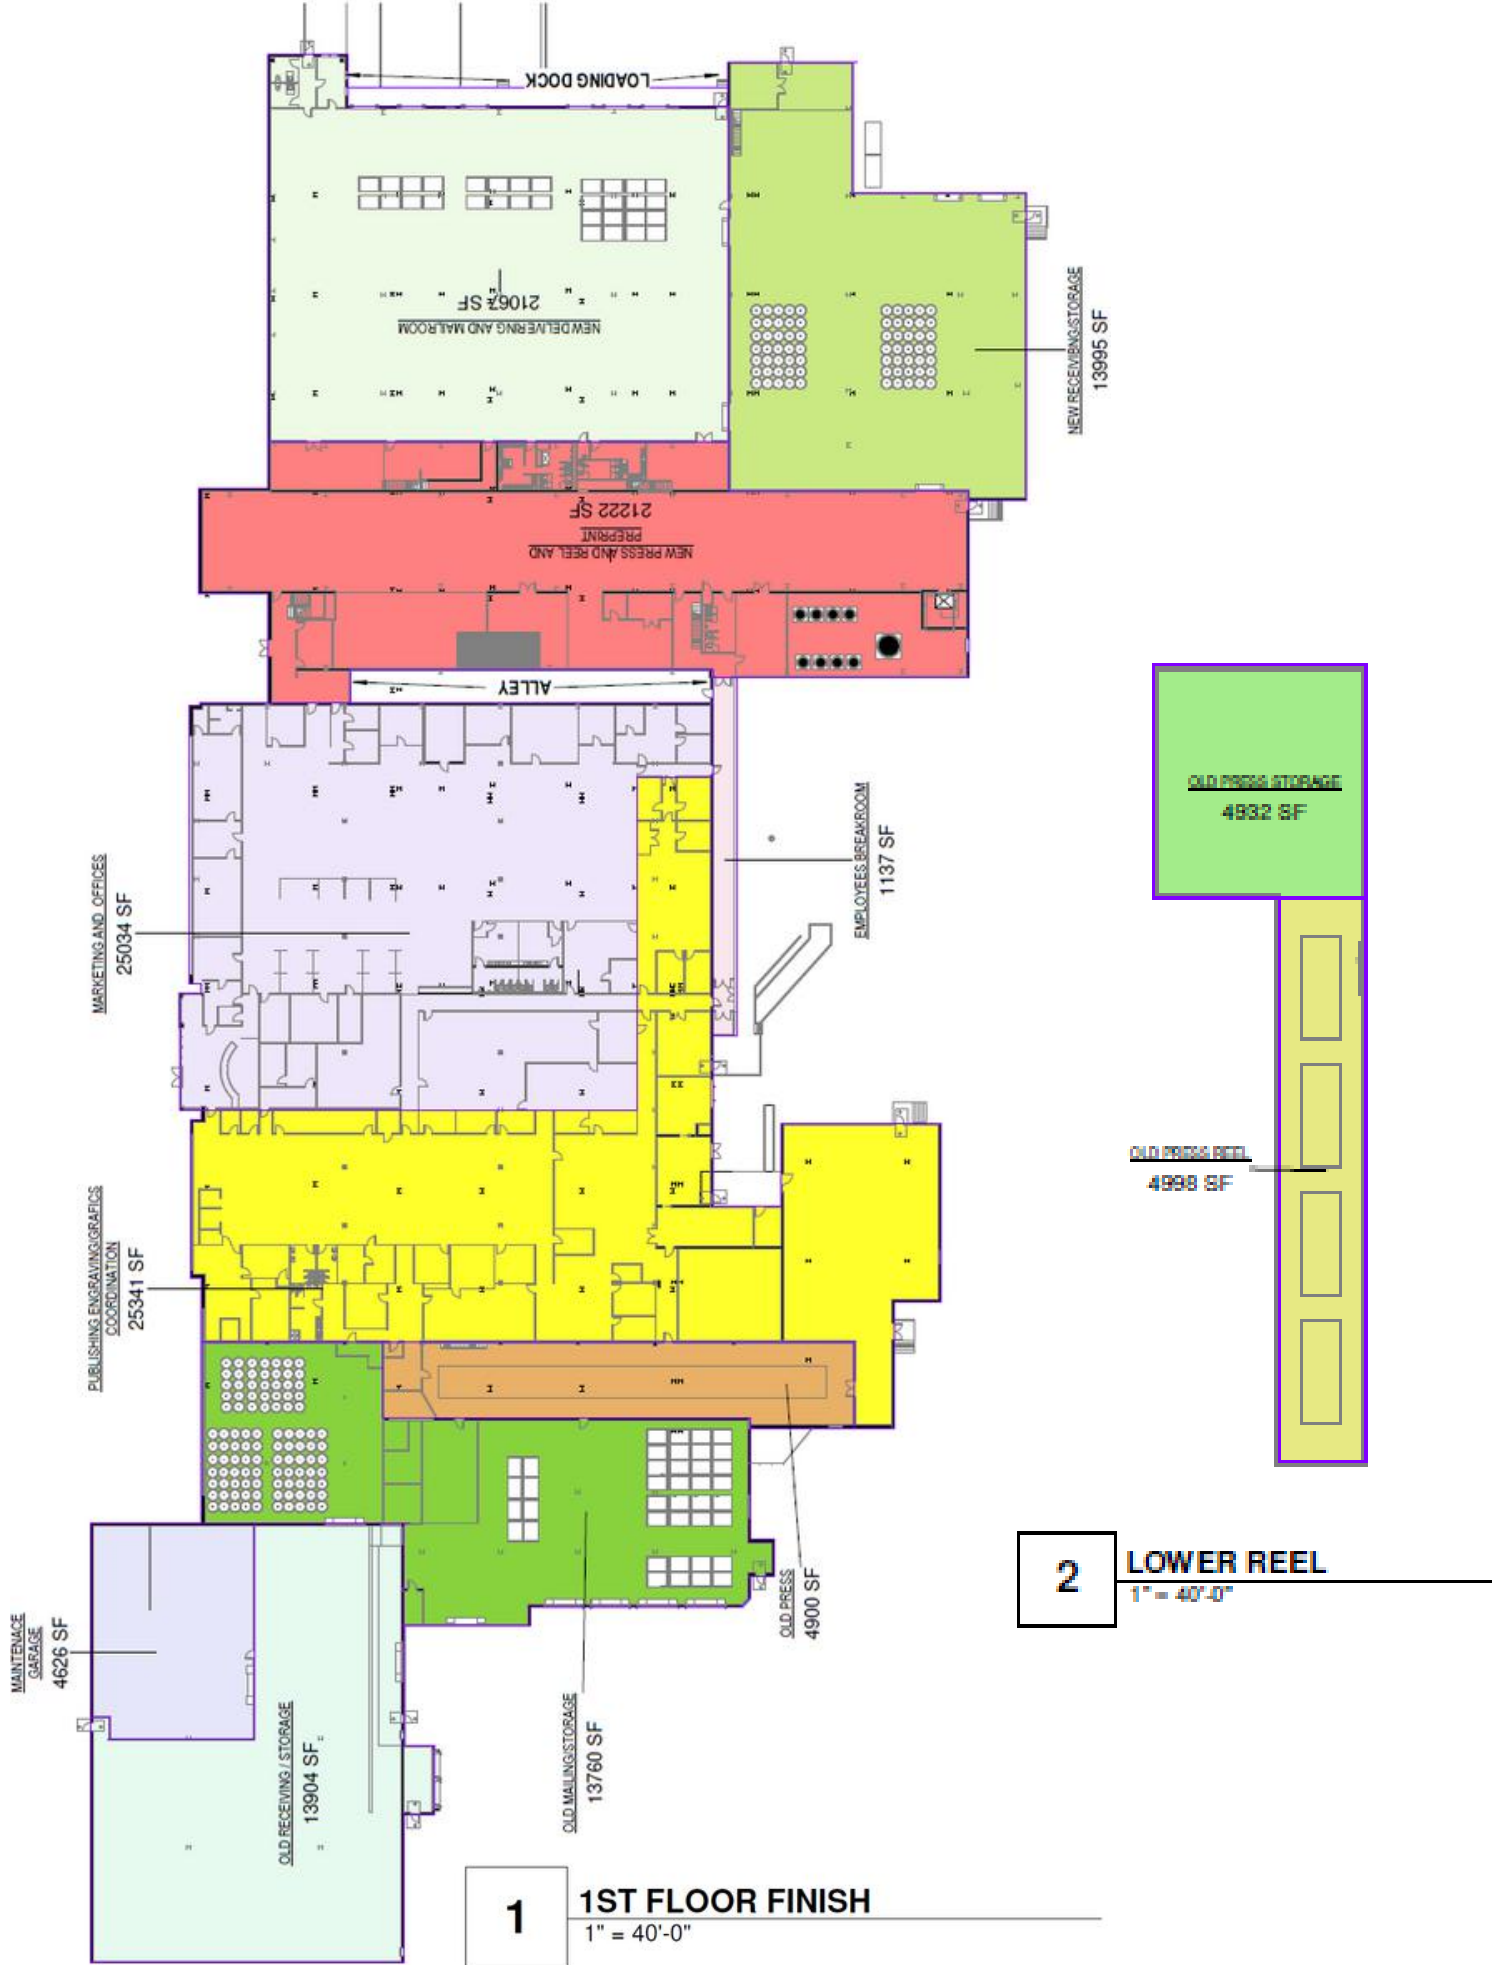 LOADING DOCK
21067 SF
NEW DELIVERING AND MAILROOM
NEW RECEIVIBNG/STORAGE
13995 SF
21222 SF
PREPRINT
NEW PRESS AND REEL AND
ALLEY
MARKETING AND OFFICES
25034 SF
EMPLOYEES BREAKROOM
1137 SF
OLD PRESS STORAGE
4932 SF
OLD PRESS REEL
4998 SF
PUBLISHING ENGRAVING/GRAFICS
COORDINATION
25341 SF
OLD PRESS
4900 SF
MAINTENACE
GARAGE
4626 SF
OLD RECEIVING / STORAGE
13904 SF
OLD MAILING/STORAGE
13760 SF
2
LOWER REEL
1" = 40'-0"
1
1ST FLOOR FINISH
1" = 40'-0"